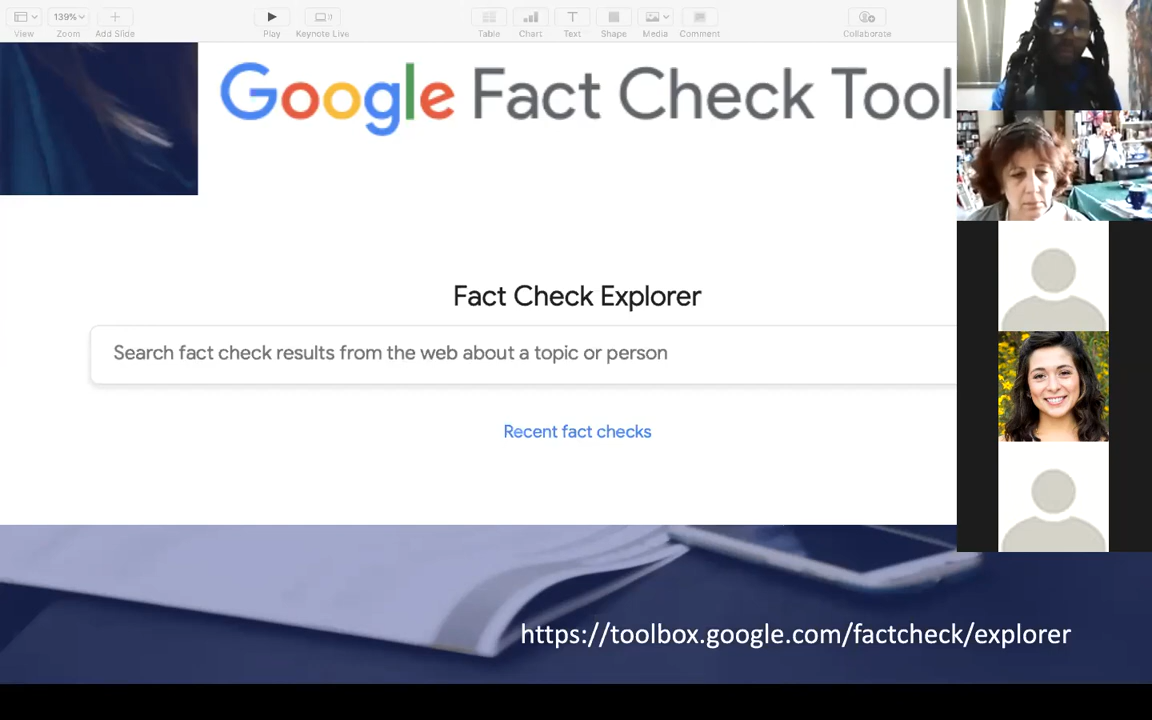 139%
View
Zoom
Add Slide
Play
Keynote Live
Table
Chart
Text
Shape
Media
Comment
Collaborate
Google Fact Check Tool
Fact Check Explorer
Search fact check results from the web about a topic or person
Recent fact checks
https://toolbox.google.com/factcheck/explorer